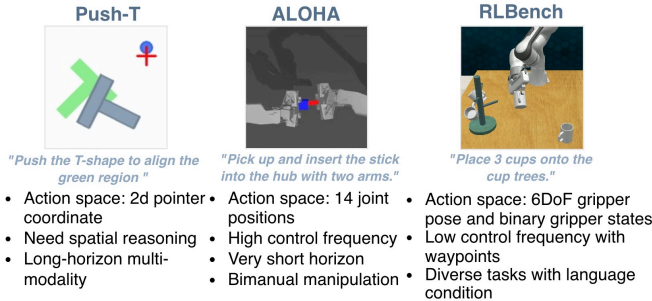 Push-T
"Push the T-shape to align the
green region "
• Action space: 2d pointer
coordinate
• Need spatial reasoning
• Long-horizon multi-
modality
ALOHA
"Pick up and insert the stick
into the hub with two arms."
• Action space: 14 joint
positions
• High control frequency
• Very short horizon
• Bimanual manipulation
RLBench
"Place 3 cups onto the
cup trees."
• Action space: 6DoF gripper
pose and binary gripper states
• Low control frequency with
waypoints
• Diverse tasks with language
condition